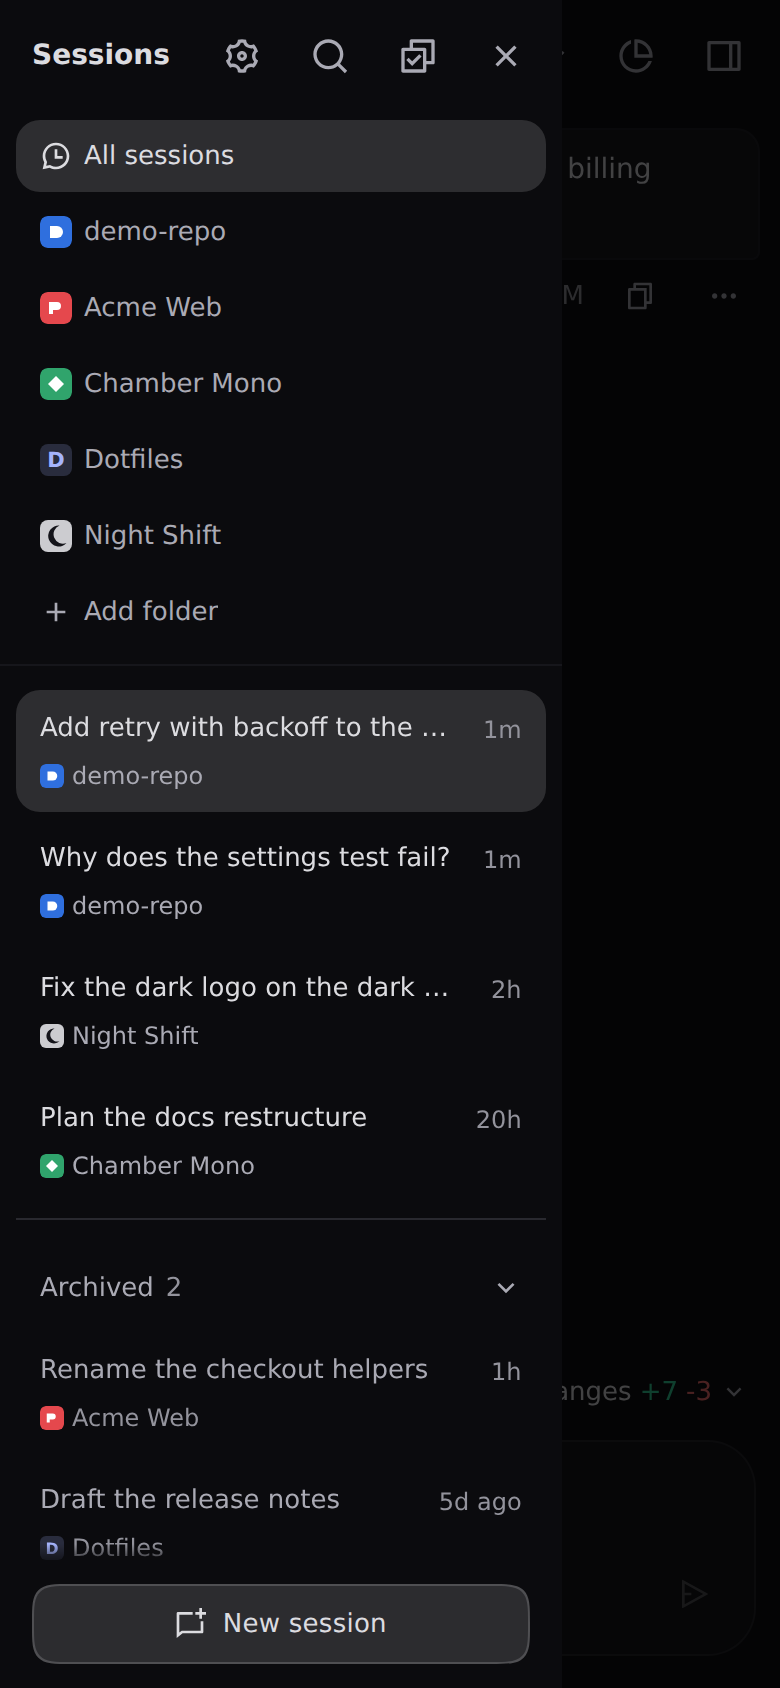 Sessions
All sessions
billing
demo-repo
Acme Web
M
Chamber Mono
D Dotfiles
Night Shift
Add folder
Add retry with backoff to the ... 1m
demo-repo
Why does the settings test fail? 1m
demo-repo
Fix the dark logo on the dark ... 2h
Night Shift
Plan the docs restructure 20h
Chamber Mono
Archived 2
Rename the checkout helpers 1h
anges +7 -3
Acme Web
Draft the release notes 5d ago
D Dotfiles
New session